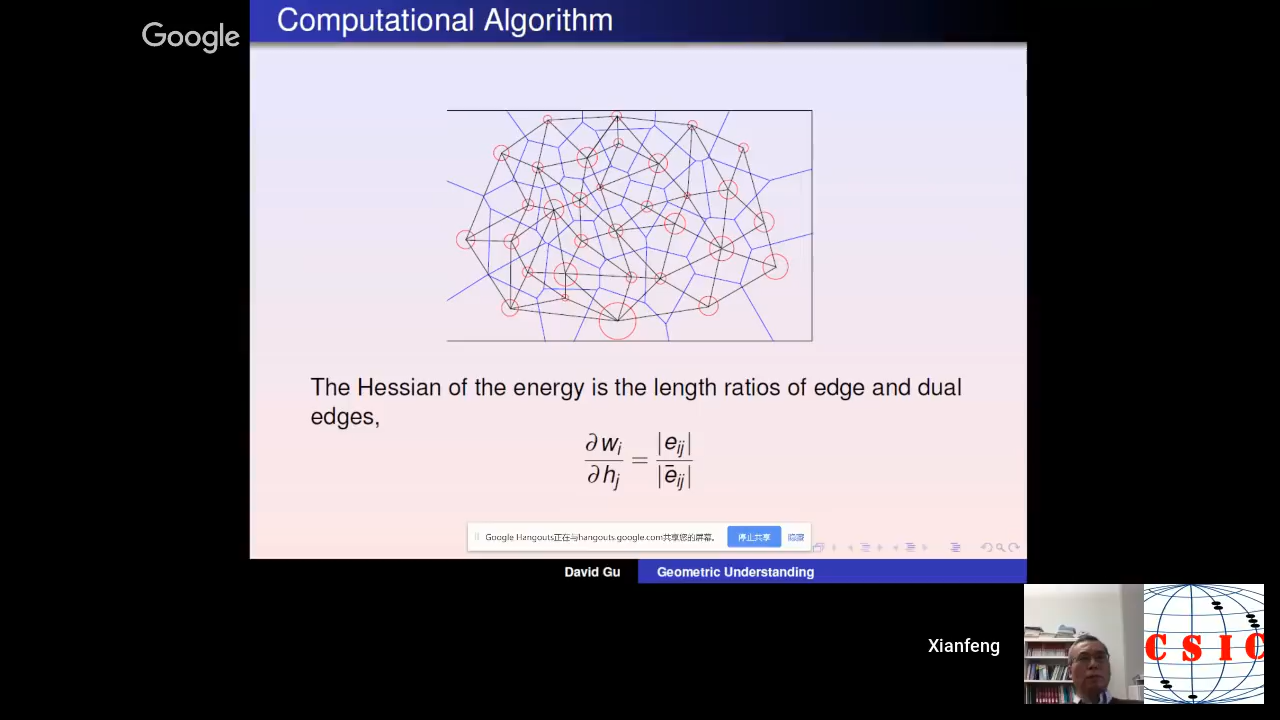 Google
Computational Algorithm
The Hessian of the energy is the length ratios of edge and dual
edges,
∂w_i/∂h_j = |e_ij|/|ē_ij|
Google Hangouts正在与hangouts.google.com共享您的屏幕。 停止共享 隐藏
David Gu Geometric Understanding
Xianfeng
CSIC